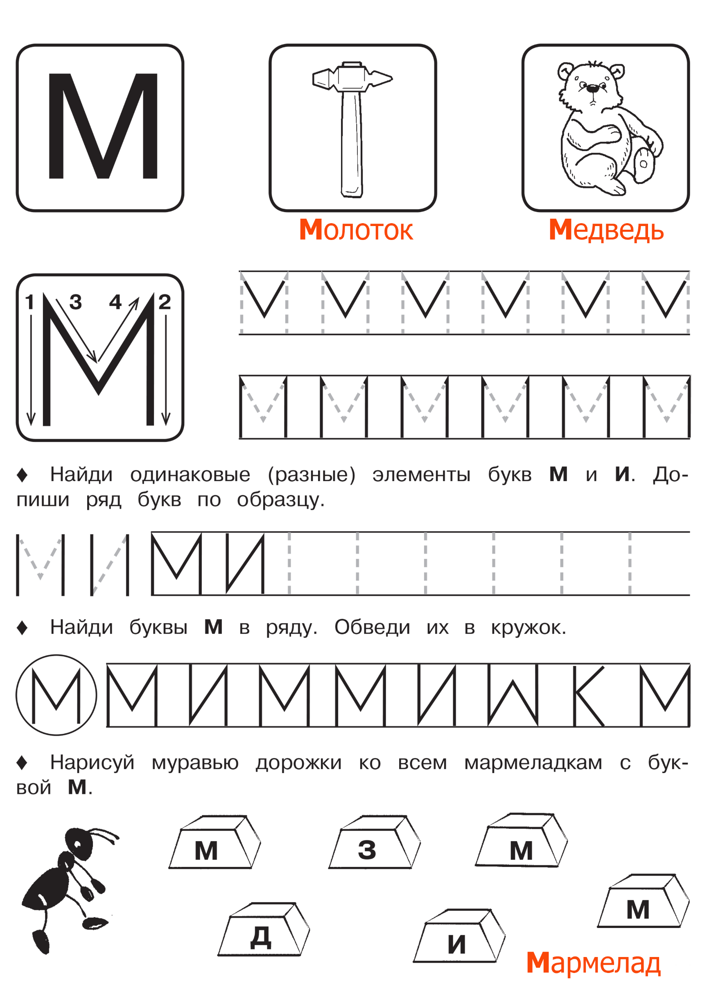 М
Молоток Медведь
1 3 4 2
М
М М М М М М
♦ Найди одинаковые (разные) элементы букв М и И. До-
пиши ряд букв по образцу.
М И М И
♦ Найди буквы М в ряду. Обведи их в кружок.
М М И М М И И К М
♦ Нарисуй муравью дорожки ко всем мармеладкам с бук-
вой М.
М З М
М
Д И
Мармелад